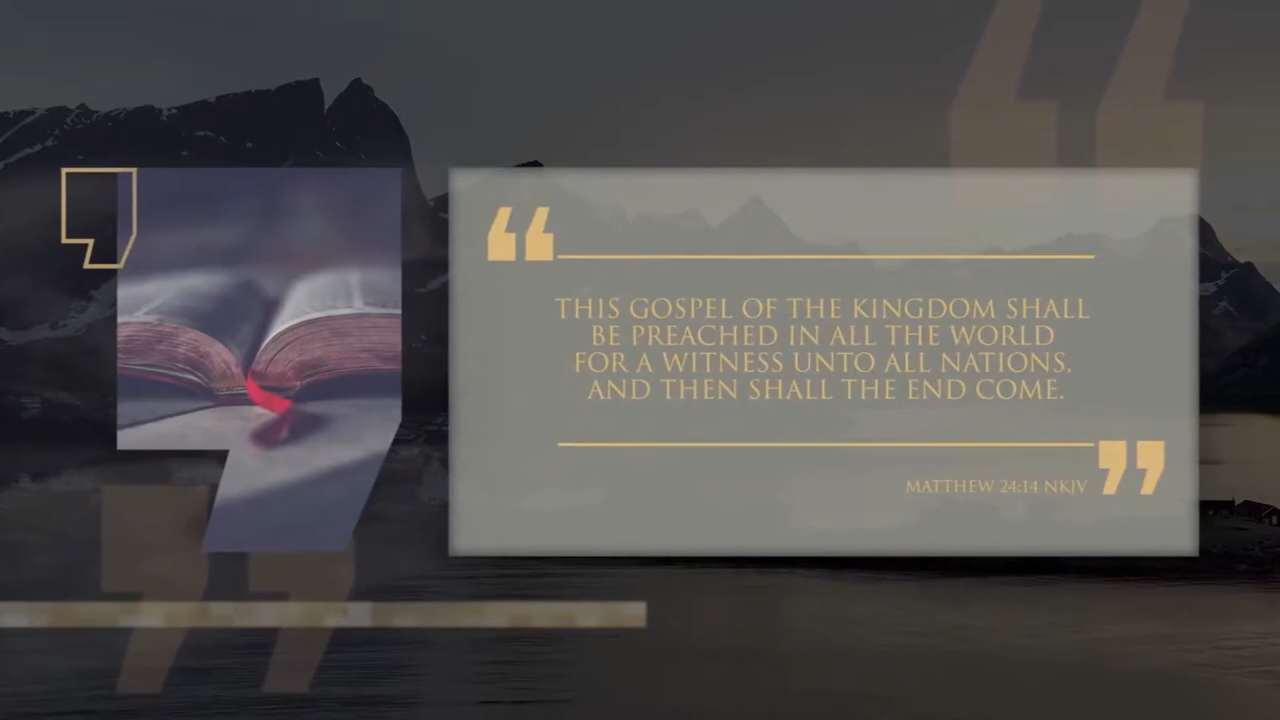 THIS GOSPEL OF THE KINGDOM SHALL
BE PREACHED IN ALL THE WORLD
FOR A WITNESS UNTO ALL NATIONS,
AND THEN SHALL THE END COME.
MATTHEW 24:14 NKJV